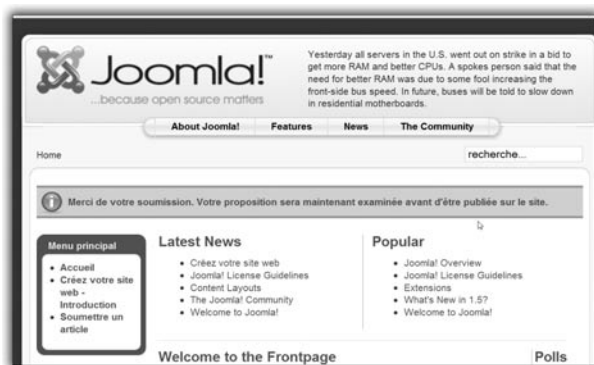 Joomla!™
...because open source matters
Yesterday all servers in the U.S. went out on strike in a bid to
get more RAM and better CPUs. A spokes person said that the
need for better RAM was due to some fool increasing the
front-side bus speed. In future, buses will be told to slow down
in residential motherboards.
About Joomla! Features News The Community
Home
recherche...
Merci de votre soumission. Votre proposition sera maintenant examinée avant d'être publiée sur le site.
Menu principal
Accueil
Créez votre site
web -
Introduction
Soumettre un
article
Latest News
Créez votre site web
Joomla! License Guidelines
Content Layouts
The Joomla! Community
Welcome to Joomla!
Popular
Joomla! Overview
Joomla! License Guidelines
Extensions
What's New in 1.5?
Welcome to Joomla!
Welcome to the Frontpage
Polls